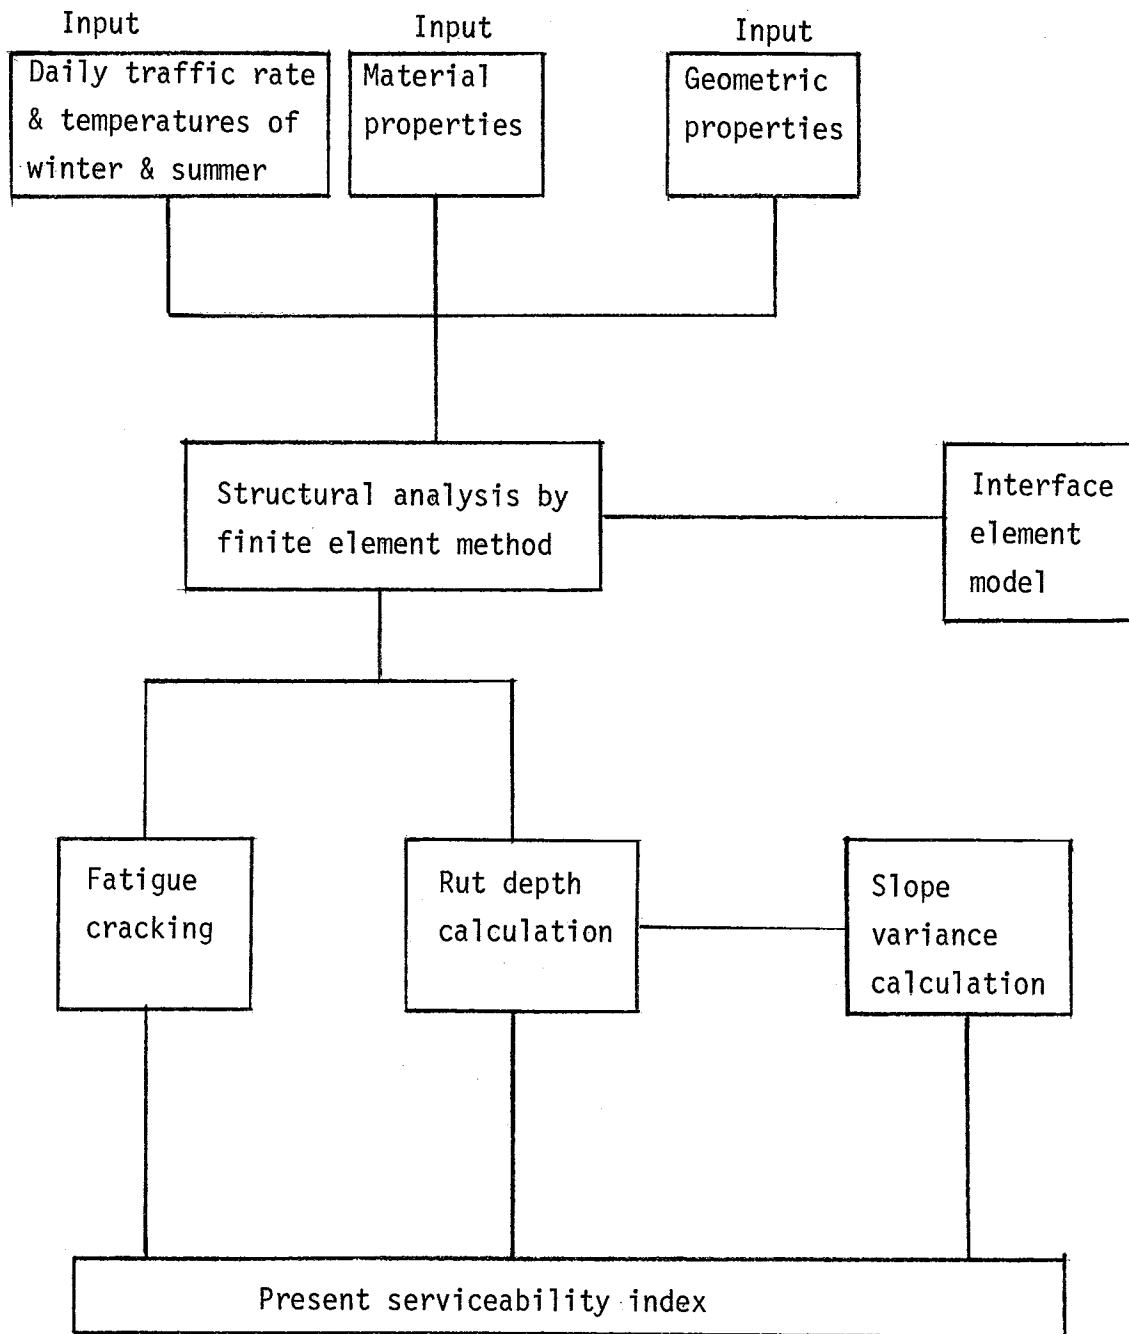 Input
Daily traffic rate
& temperatures of
winter & summer
Input
Material
properties
Input
Geometric
properties
Structural analysis by
finite element method
Interface
element
model
Fatigue
cracking
Rut depth
calculation
Slope
variance
calculation
Present serviceability index